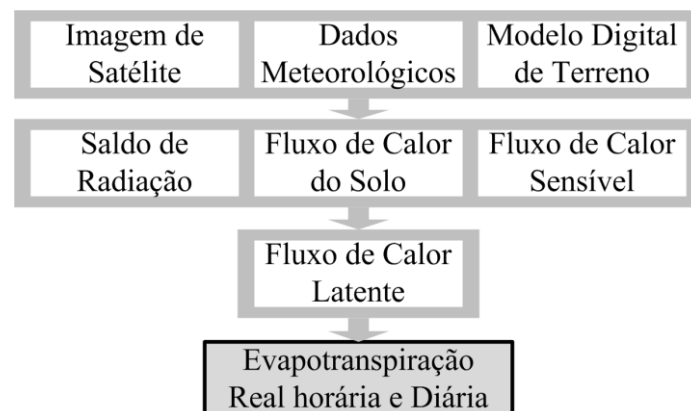 Imagem de
Satélite
Dados
Meteorológicos
Modelo Digital
de Terreno
Saldo de
Radiação
Fluxo de Calor
do Solo
Fluxo de Calor
Sensível
Fluxo de Calor
Latente
Evapotranspiração
Real horária e Diária